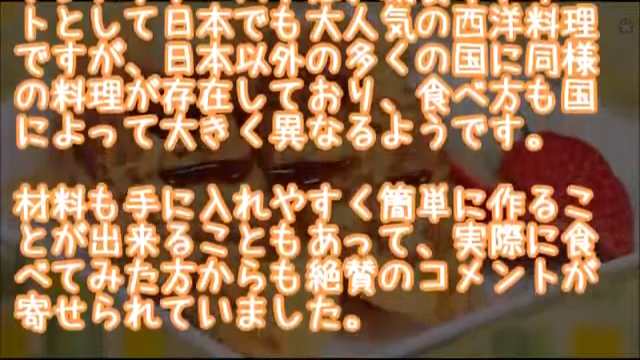 トとして日本でも大人気の西洋料理
ですが、日本以外の多くの国に同様
の料理が存在しており、食べ方も国
によって大きく異なるようです。
材料も手に入れやすく簡単に作るこ
とが出来ることもあって、実際に食
べてみた方からも絶賛のコメントが
寄せられていました。